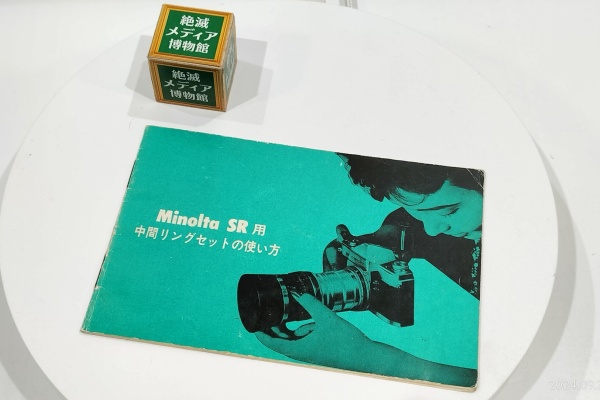 絶滅
メディア
博物館
絶滅
メディア
博物館
Minolta SR 用
中間リングセットの使い方